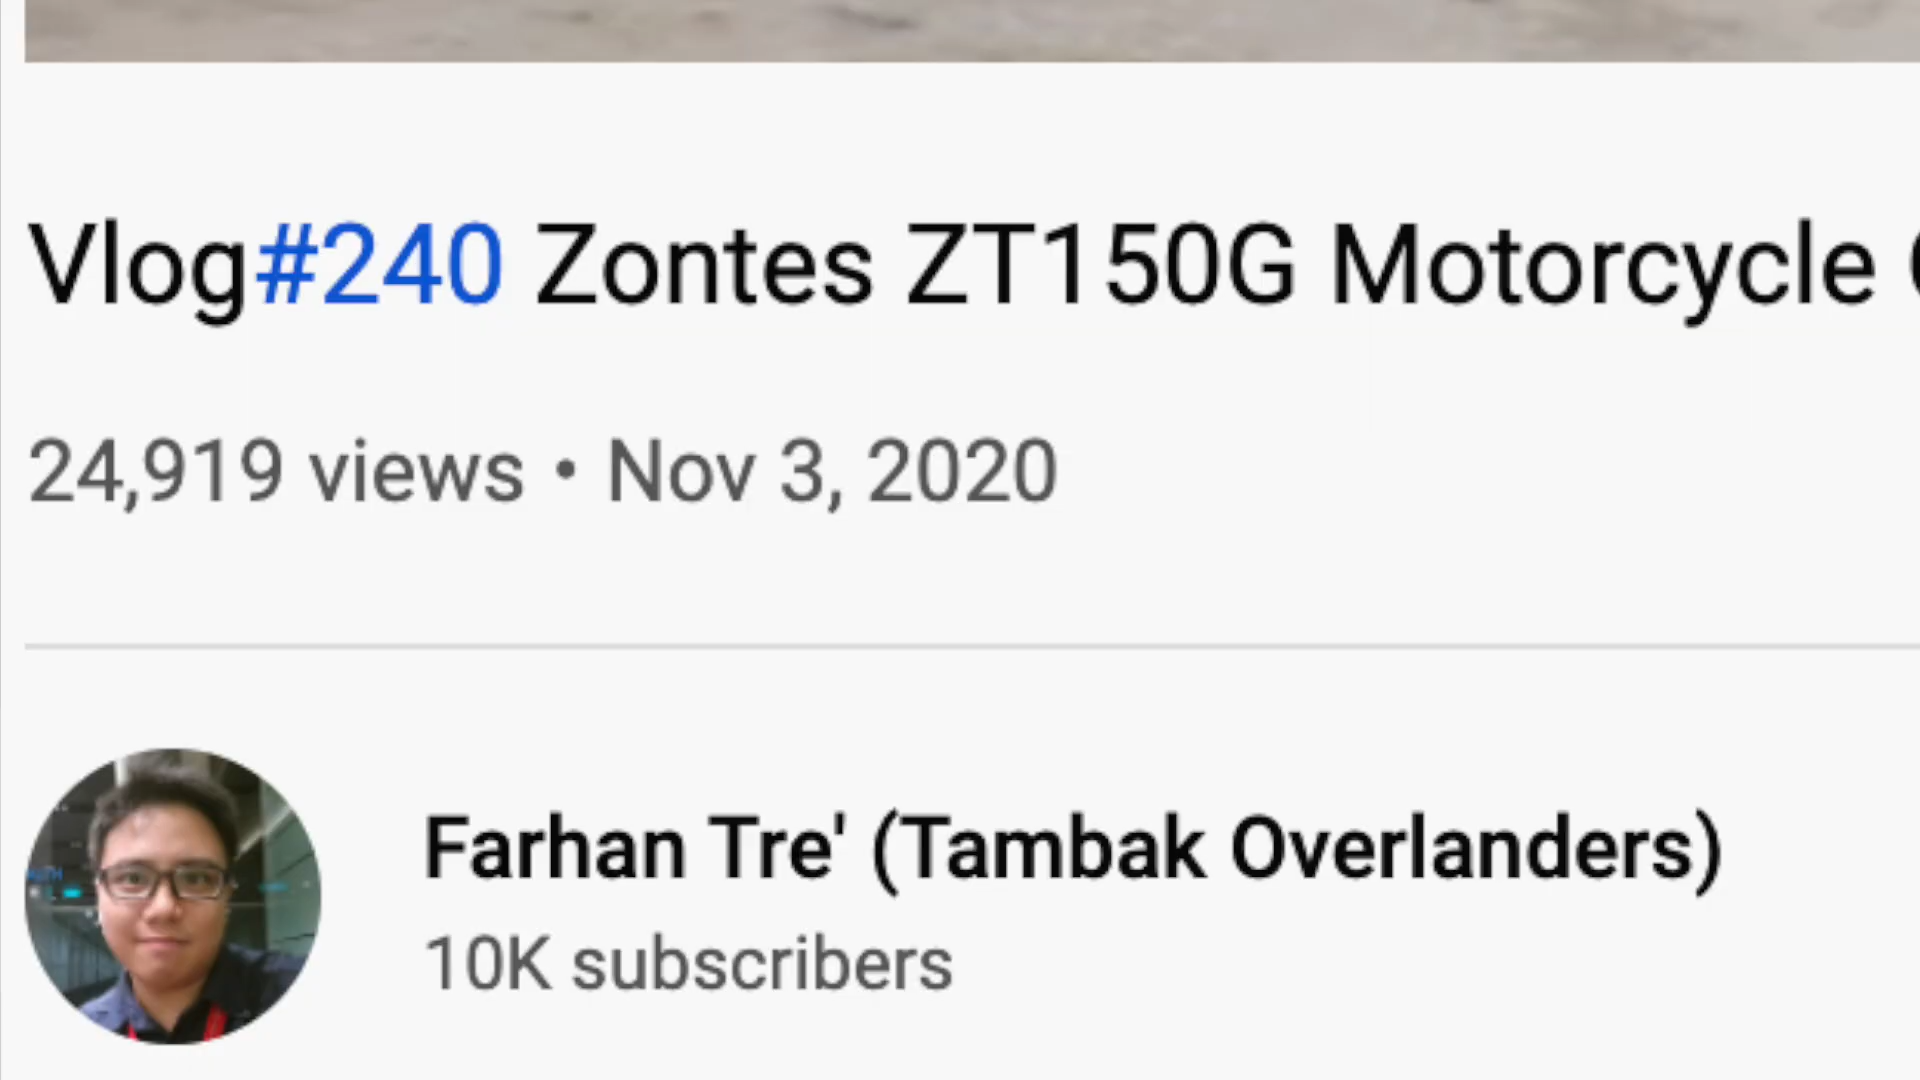 Vlog#240 Zontes ZT150G Motorcycle
24,919 views • Nov 3, 2020
Farhan Tre' (Tambak Overlanders)
10K subscribers